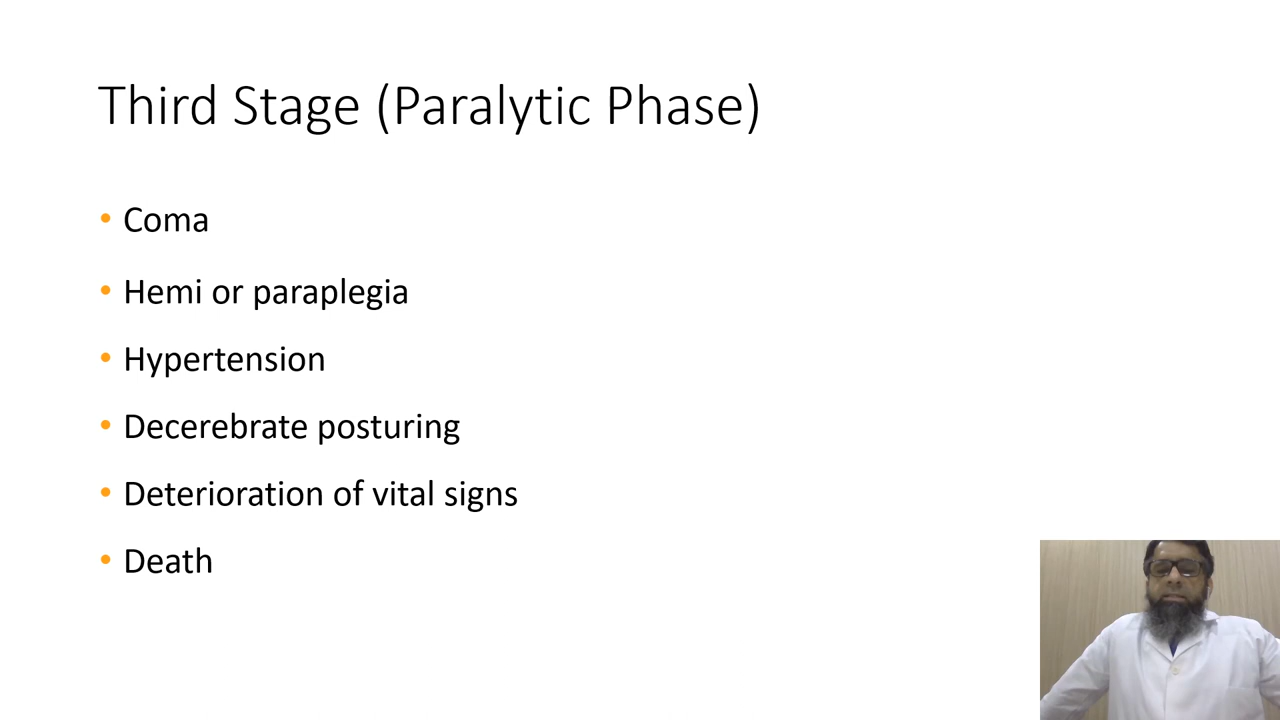 Third Stage (Paralytic Phase)
• Coma
• Hemi or paraplegia
• Hypertension
• Decerebrate posturing
• Deterioration of vital signs
• Death